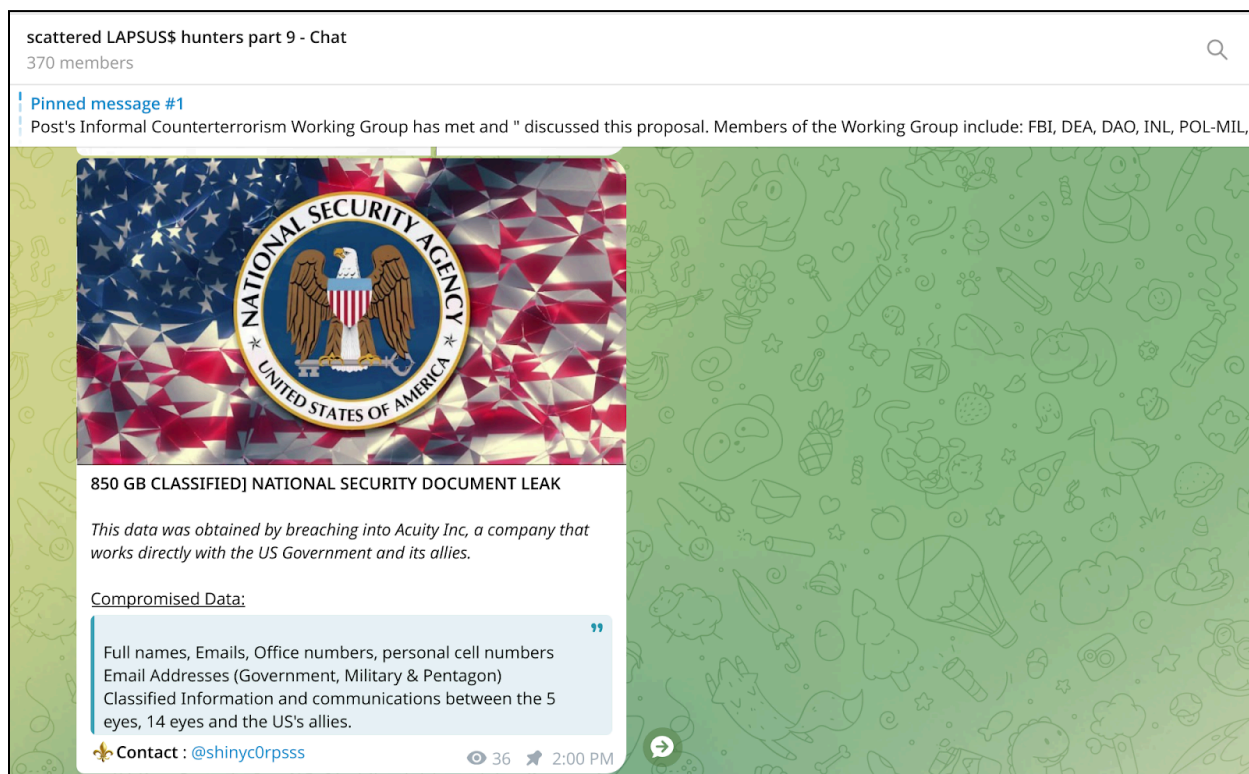 scattered LAPSUS$ hunters part 9 - Chat
370 members
Pinned message #1
Post's Informal Counterterrorism Working Group has met and " discussed this proposal. Members of the Working Group include: FBI, DEA, DAO, INL, POL-MIL,
NATIONAL SECURITY AGENCY
UNITED STATES OF AMERICA
850 GB CLASSIFIED] NATIONAL SECURITY DOCUMENT LEAK
This data was obtained by breaching into Acuity Inc, a company that
works directly with the US Government and its allies.
Compromised Data:
Full names, Emails, Office numbers, personal cell numbers
Email Addresses (Government, Military & Pentagon)
Classified Information and communications between the 5
eyes, 14 eyes and the US's allies.
Contact : @shinyc0rpsss
36 2:00 PM